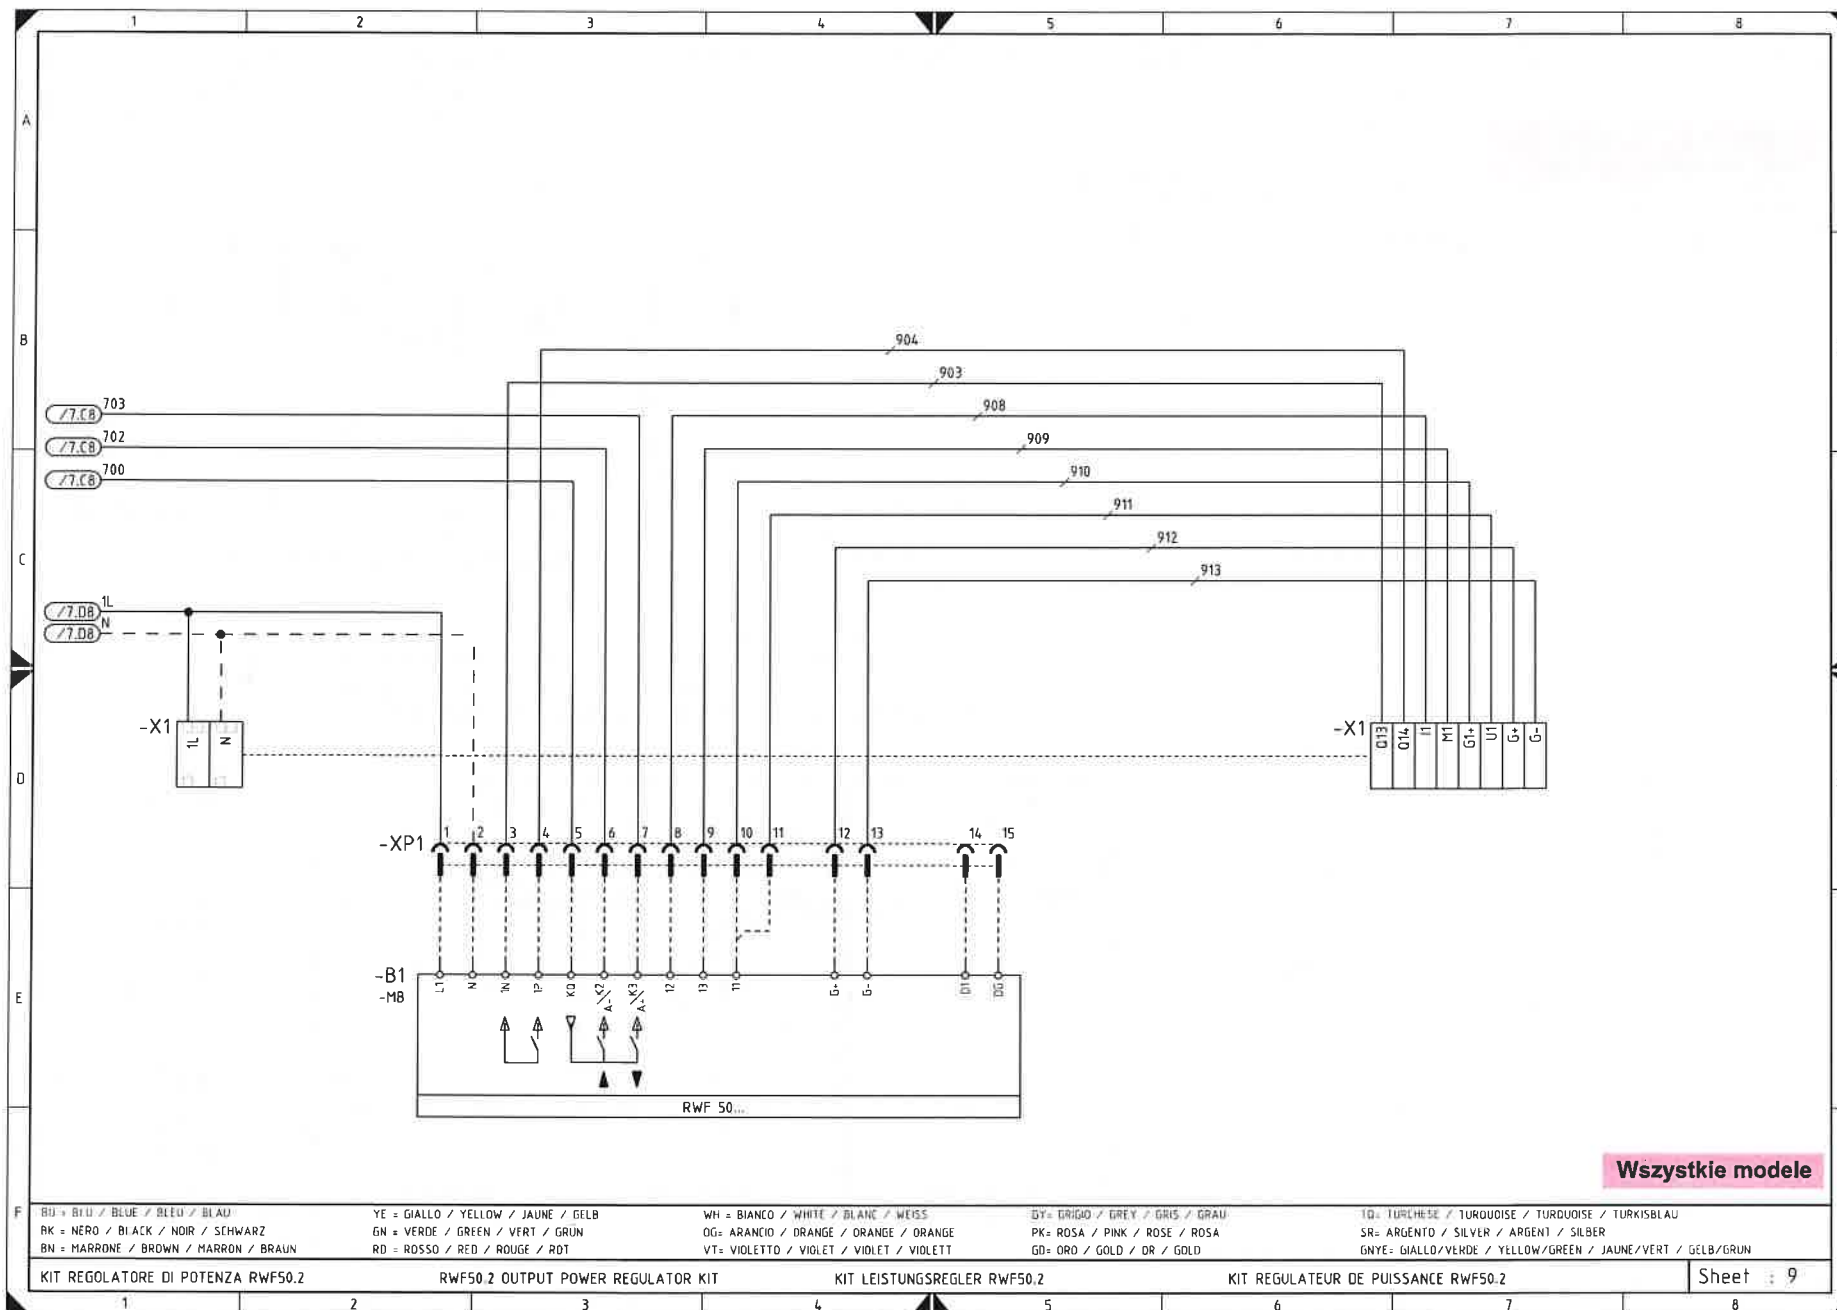 1 2 3 4 5 6 7 8
A
B
C
D
E
F
904
903
703
908
/7.C8
702
909
/7.C8
700
910
/7.C8
911
912
913
1L
/7.D8
N
/7.D8
-X1
1L
N
-X1
Q13
Q14
I1
M1
G1+
U1
G+
G-
-XP1
1 2 3 4 5 6 7 8 9 10 11 12 13 14 15
-B1
-M8
L1
N
1N
1P
KQ
K2
A-
K3
A+
12
13
11
G+
G-
D1
DG
RWF 50...
Wszystkie modele
BU = BLU / BLUE / BLEU / BLAU
BK = NERO / BLACK / NOIR / SCHWARZ
BN = MARRONE / BROWN / MARRON / BRAUN
YE = GIALLO / YELLOW / JAUNE / GELB
GN = VERDE / GREEN / VERT / GRÜN
RD = ROSSO / RED / ROUGE / ROT
WH = BIANCO / WHITE / BLANC / WEISS
OG= ARANCIO / ORANGE / ORANGE / ORANGE
VT= VIOLETTO / VIOLET / VIOLET / VIOLETT
GY= GRIGIO / GREY / GRIS / GRAU
PK= ROSA / PINK / ROSE / ROSA
GD= ORO / GOLD / OR / GOLD
TQ= TURCHESE / TURQUOISE / TURQUOISE / TURKISBLAU
SR= ARGENTO / SILVER / ARGENT / SILBER
GNYE= GIALLO/VERDE / YELLOW/GREEN / JAUNE/VERT / GELB/GRUN
KIT REGOLATORE DI POTENZA RWF50.2
RWF50.2 OUTPUT POWER REGULATOR KIT
KIT LEISTUNGSREGLER RWF50.2
KIT REGULATEUR DE PUISSANCE RWF50.2
Sheet : 9
1 2 3 4 5 6 7 8